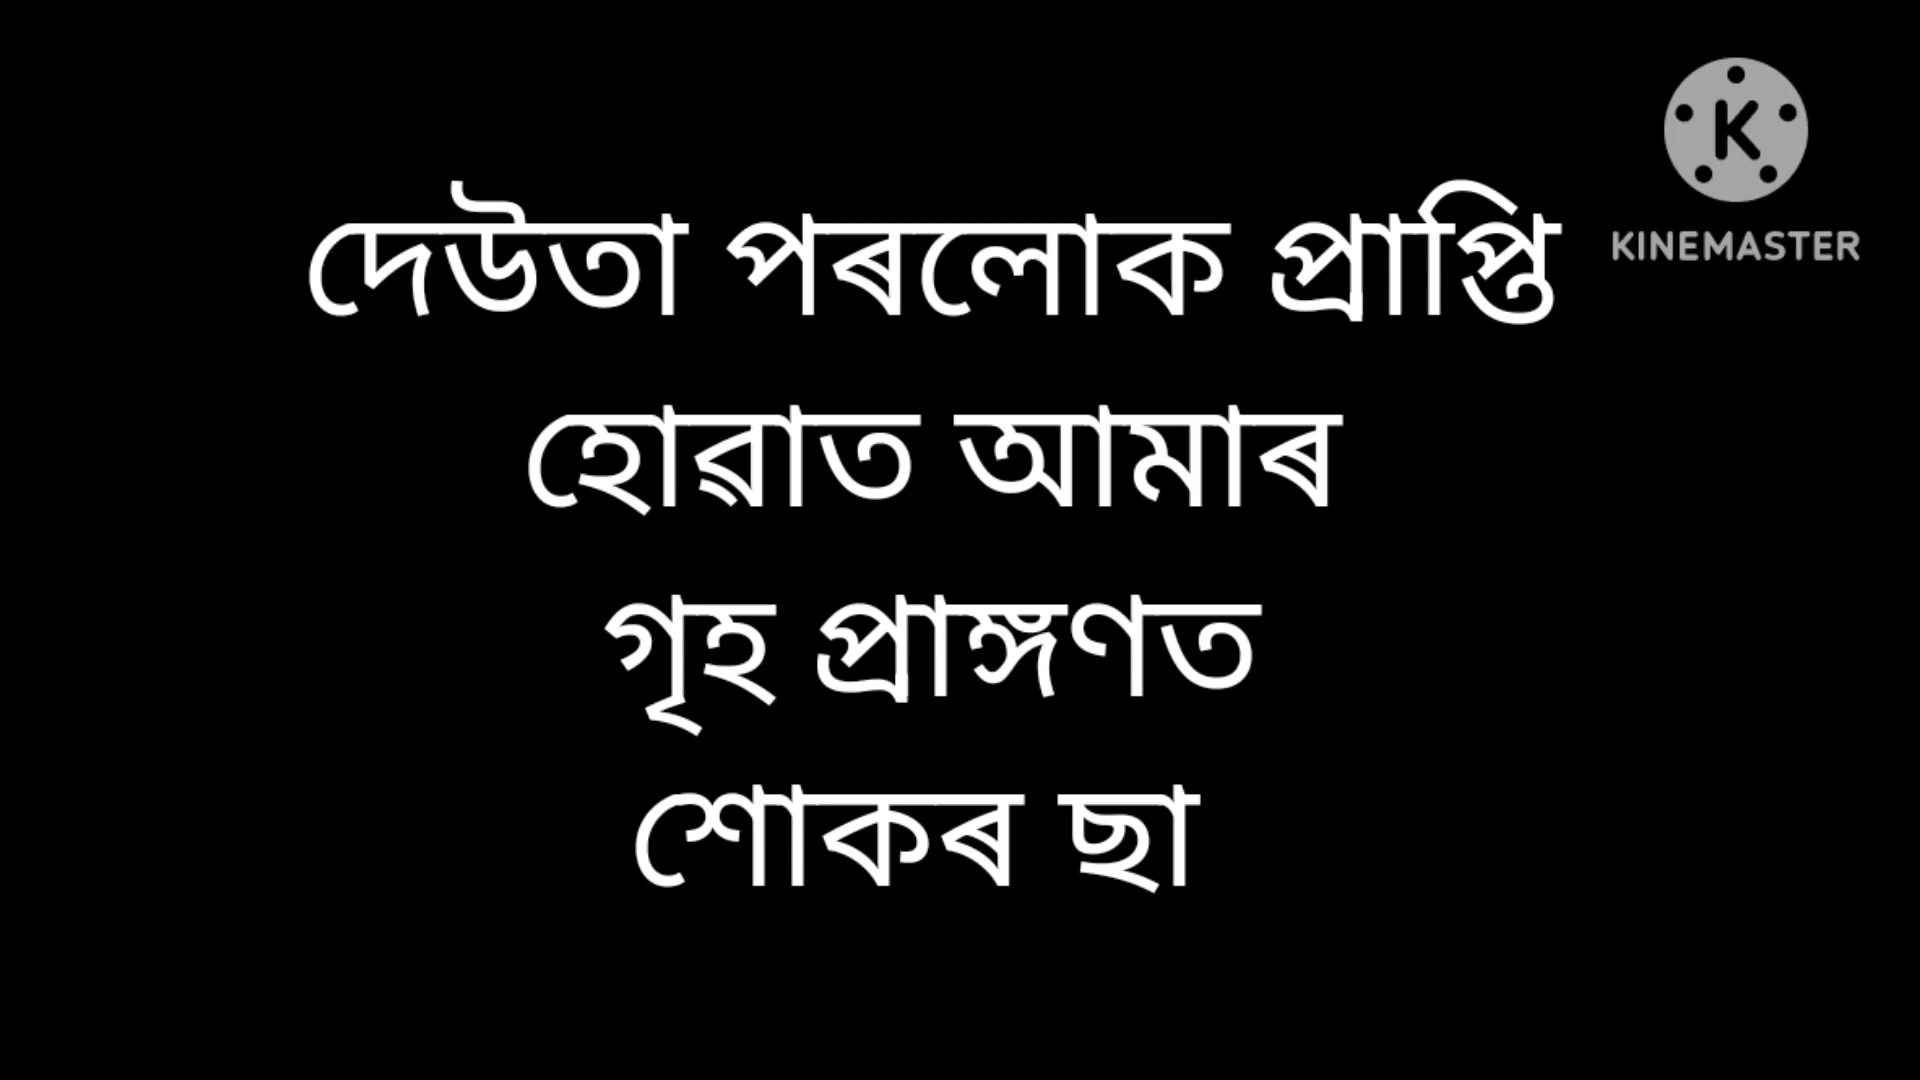 দেউতা পৰলোক প্ৰাপ্তি
হোৱাত আমাৰ
গৃহ প্ৰাঙ্গণত
শোকৰ ছা
KINEMASTER